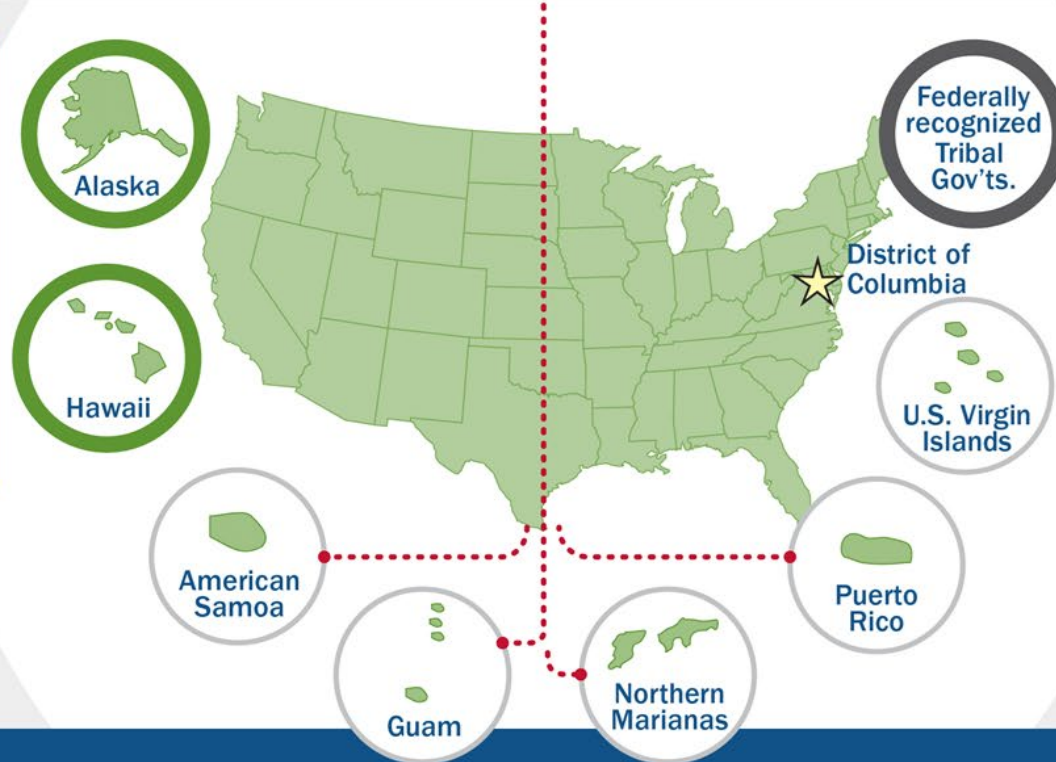 Alaska
Federally
recognized
Tribal
Gov'ts.
District of
Columbia
Hawaii
U.S. Virgin
Islands
American
Samoa
Puerto
Rico
Guam
Northern
Marianas